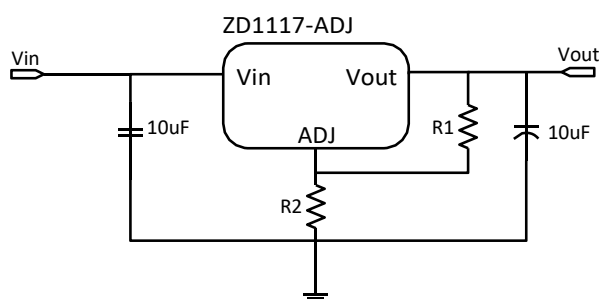 ZD1117-ADJ
Vin
Vout
Vin
Vout
10uF
R1
10uF
ADJ
R2